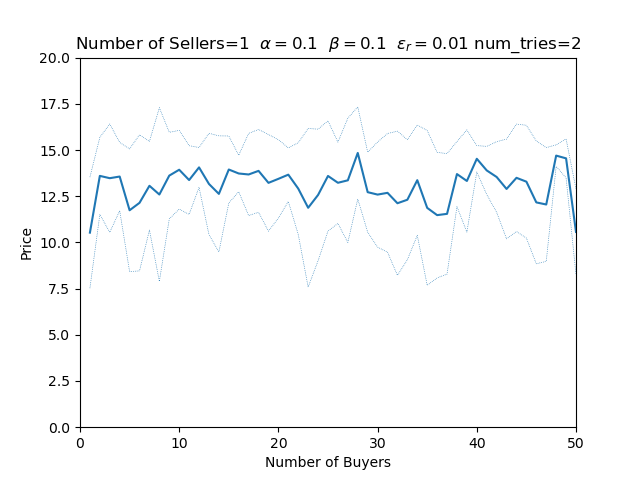 Number of Sellers=1 α = 0.1 β = 0.1 εr = 0.01 num_tries=2
20.0
17.5
15.0
12.5
10.0
7.5
5.0
2.5
0.0
Price
0 10 20 30 40 50
Number of Buyers